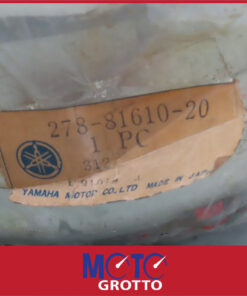 278-81610-20
1 PC
YAMAHA MOTOR CO., LTD MADE IN JAPAN
MOTO
GROTTO